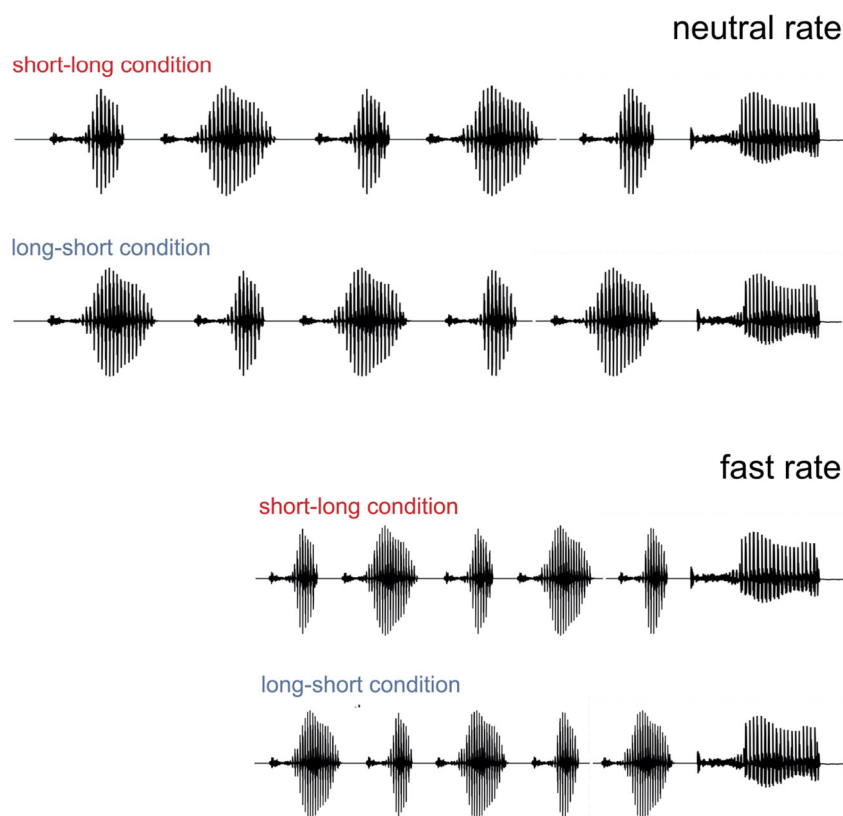 neutral rate
short-long condition
long-short condition
fast rate
short-long condition
long-short condition